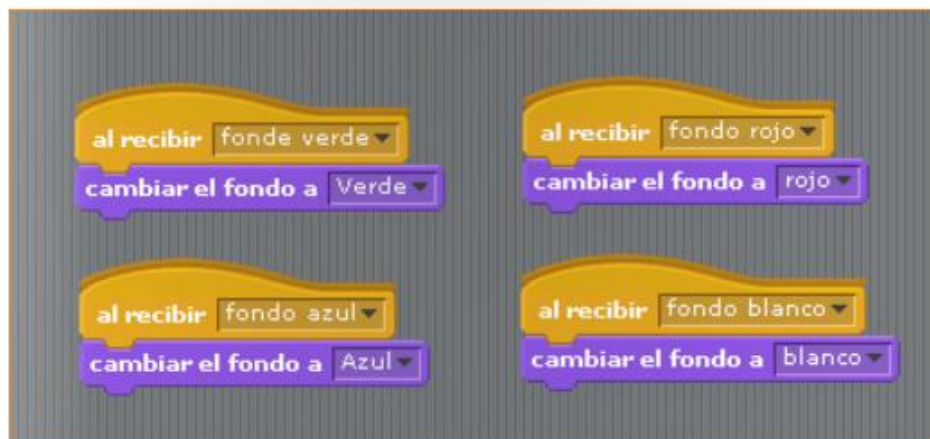 al recibir fonde verde
cambiar el fondo a Verde
al recibir fondo rojo
cambiar el fondo a rojo
al recibir fondo azul
cambiar el fondo a Azul
al recibir fondo blanco
cambiar el fondo a blanco